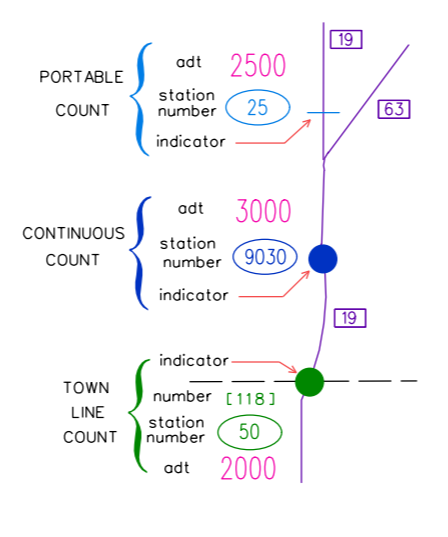 19
adt 2500
PORTABLE
COUNT
station
number 25
63
indicator
adt 3000
CONTINUOUS
COUNT
station
number 9030
indicator
19
indicator
TOWN
LINE
COUNT
number [118]
station
number 50
adt 2000